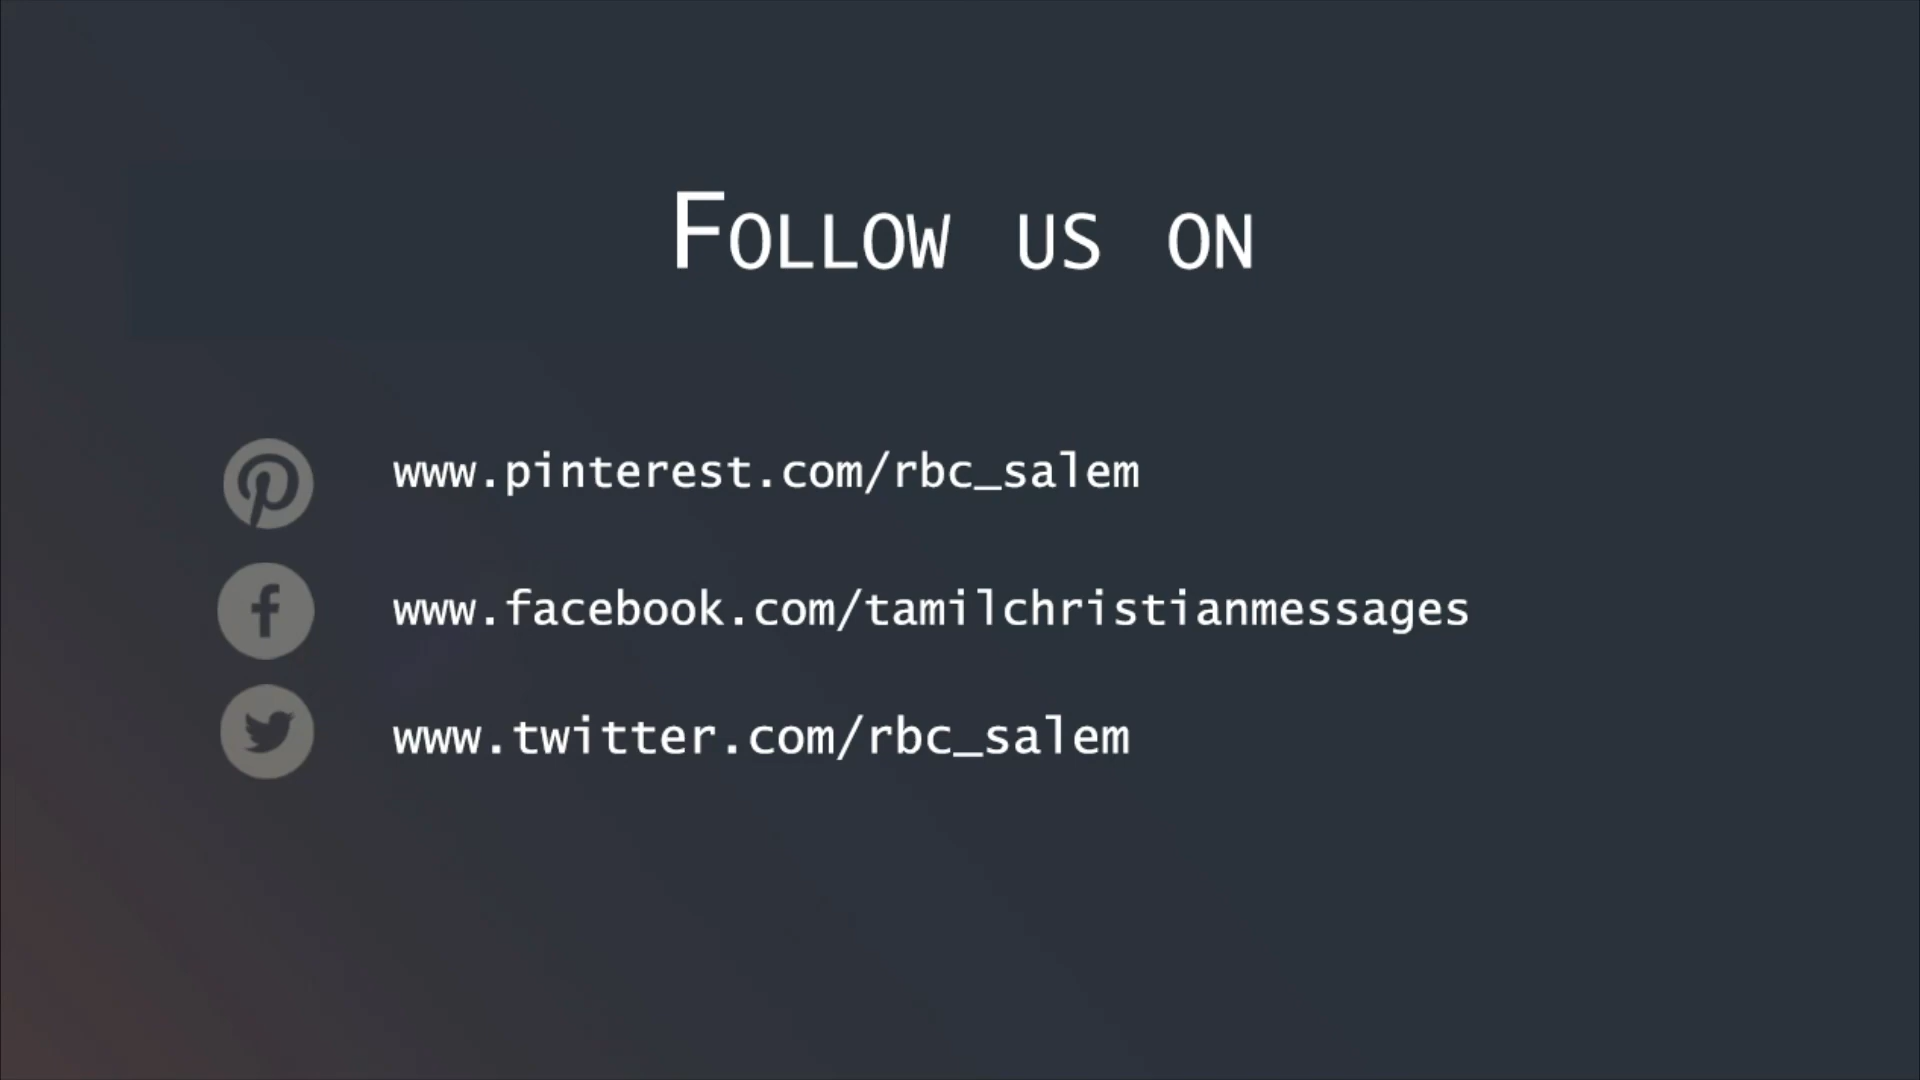 Follow us on
www.pinterest.com/rbc_salem
www.facebook.com/tamilchristianmessages
www.twitter.com/rbc_salem